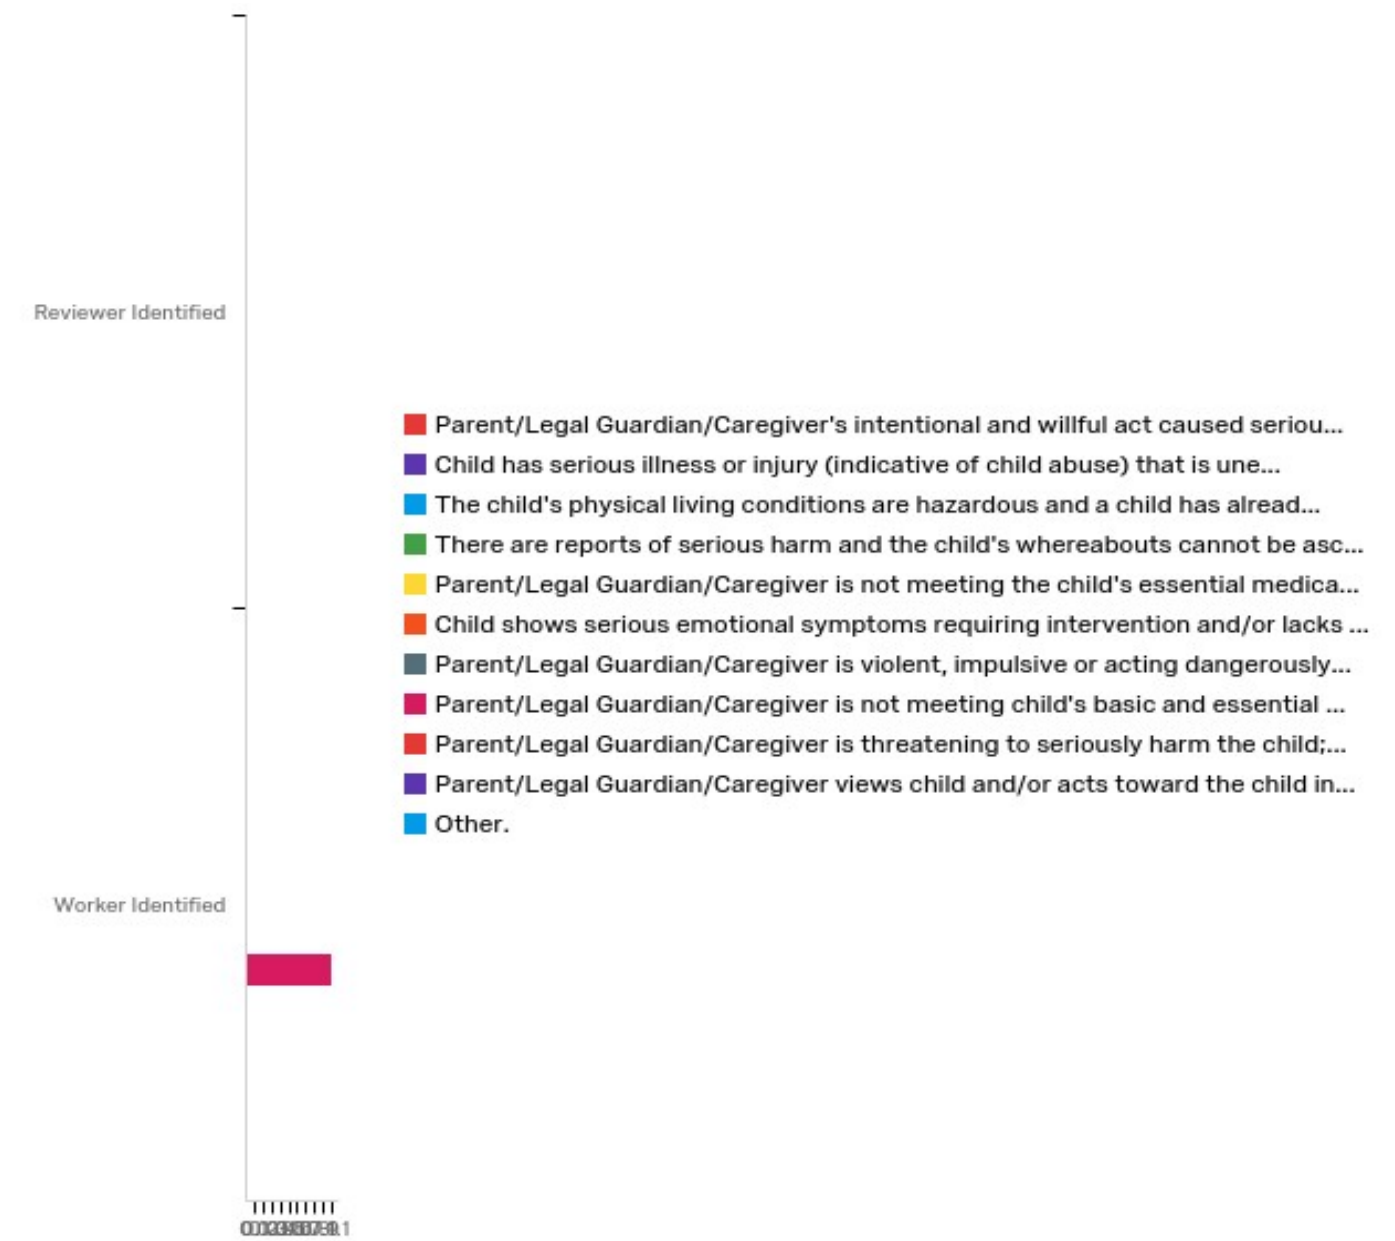 Reviewer Identified
Parent/Legal Guardian/Caregiver's intentional and willful act caused seriou...
Child has serious illness or injury (indicative of child abuse) that is une...
The child's physical living conditions are hazardous and a child has alread...
There are reports of serious harm and the child's whereabouts cannot be asc...
Parent/Legal Guardian/Caregiver is not meeting the child's essential medica...
Child shows serious emotional symptoms requiring intervention and/or lacks ...
Parent/Legal Guardian/Caregiver is violent, impulsive or acting dangerously...
Parent/Legal Guardian/Caregiver is not meeting child's basic and essential ...
Parent/Legal Guardian/Caregiver is threatening to seriously harm the child;...
Parent/Legal Guardian/Caregiver views child and/or acts toward the child in...
Other.
Worker Identified